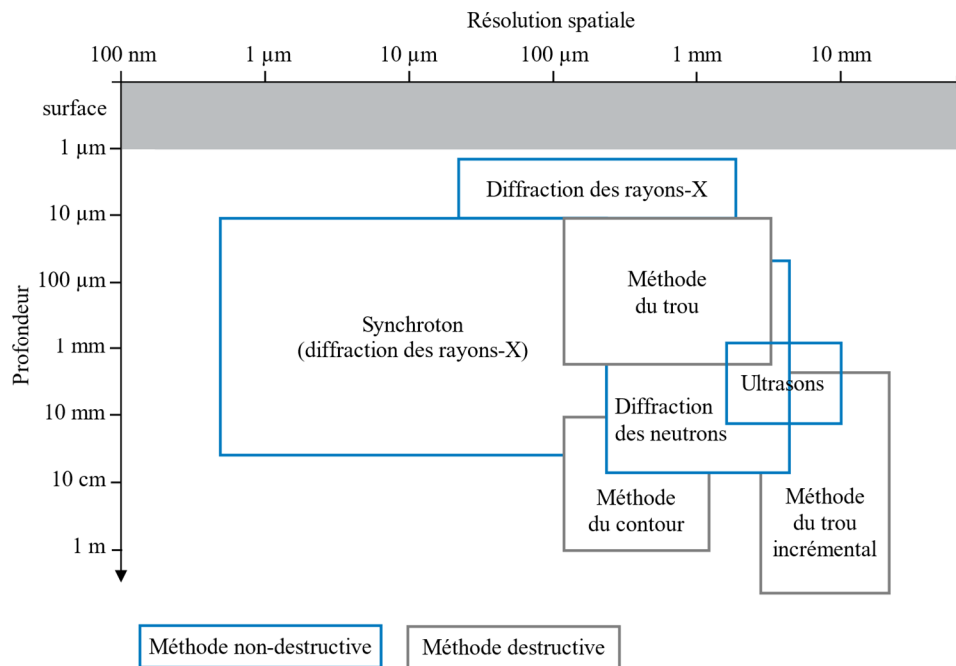 Résolution spatiale
100 nm
1 µm
10 µm
100 µm
1 mm
10 mm
surface
1 µm
10 µm
100 µm
1 mm
10 mm
10 cm
1 m
Profondeur
Diffraction des rayons-X
Méthode
du trou
Synchroton
(diffraction des rayons-X)
Ultrasons
Diffraction
des neutrons
Méthode
du contour
Méthode
du trou
incrémental
Méthode non-destructive
Méthode destructive